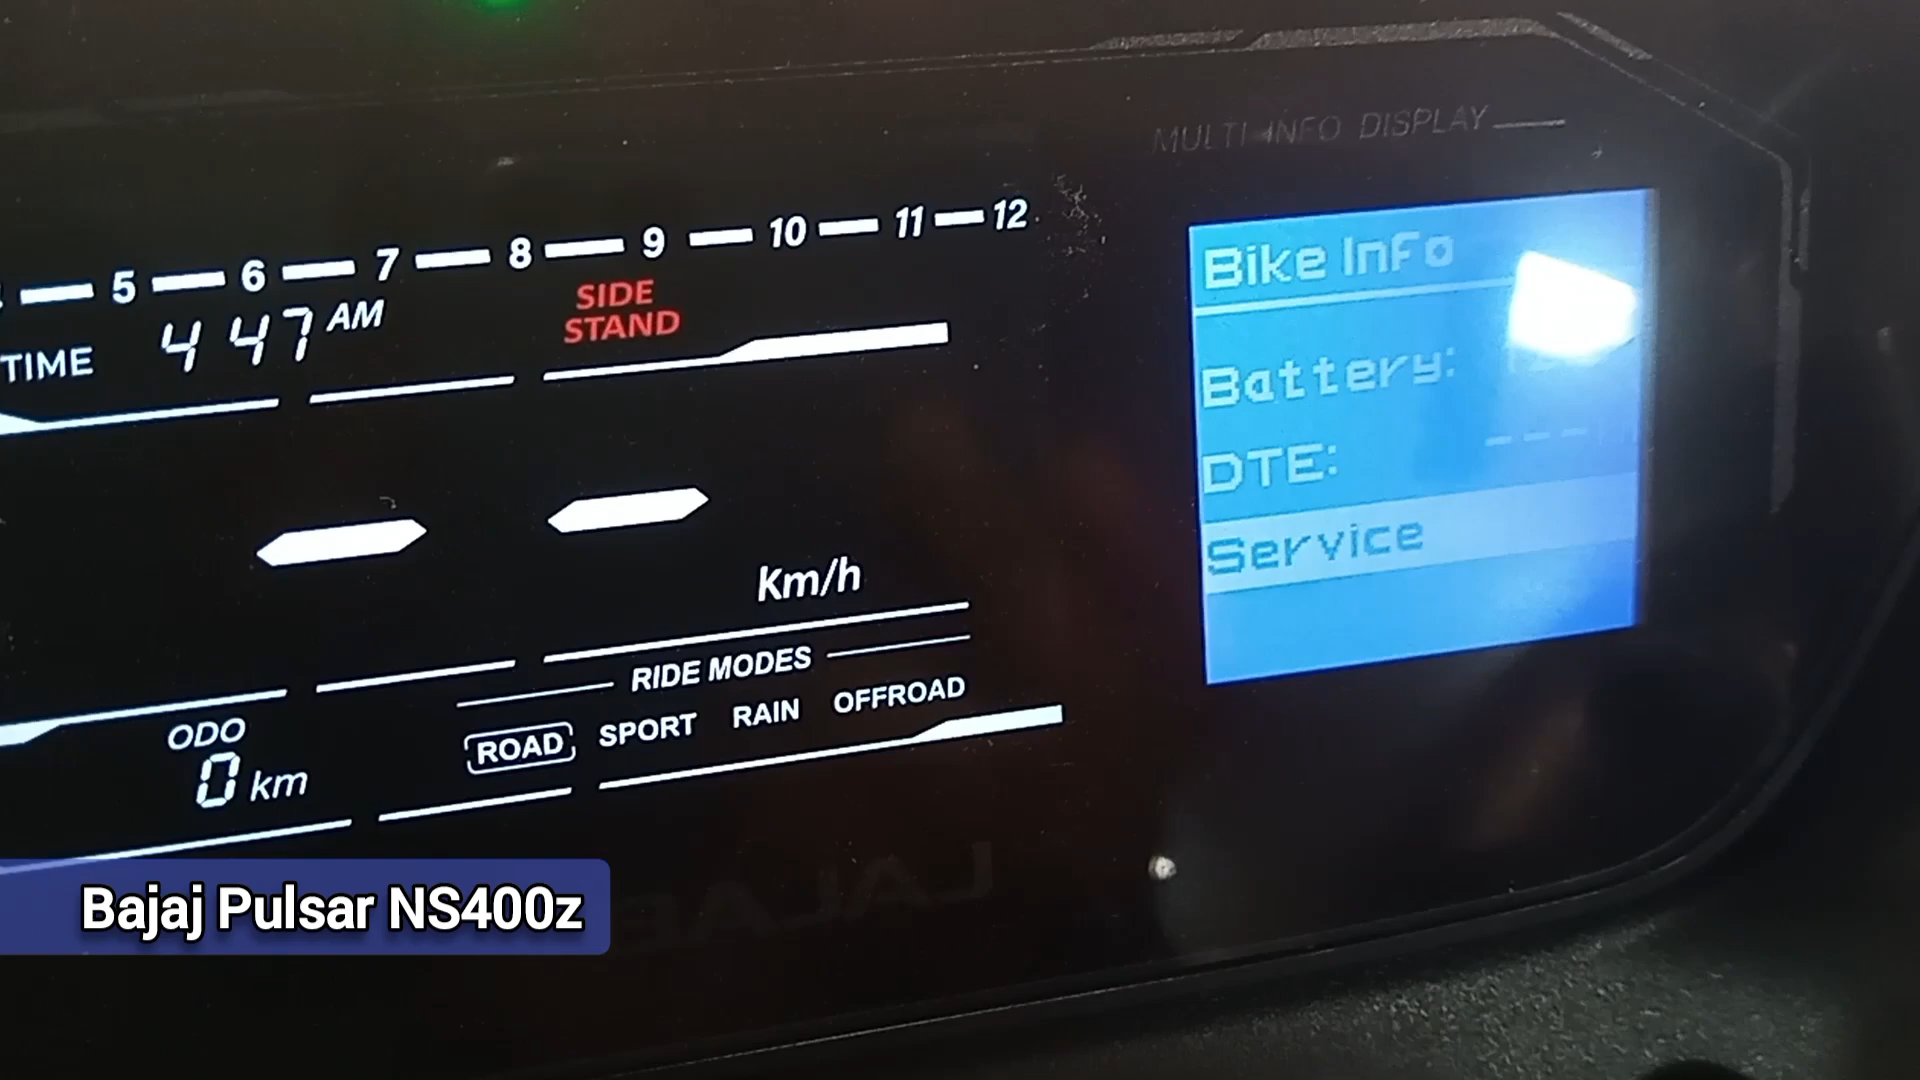 MULTI INFO DISPLAY
5 6 7 8 9 10 11 12
TIME 4 47 AM
SIDE
STAND
Bike Info
Battery:
DTE: ----
Service
Km/h
RIDE MODES
ROAD SPORT RAIN OFFROAD
ODO
0 km
Bajaj Pulsar NS400z